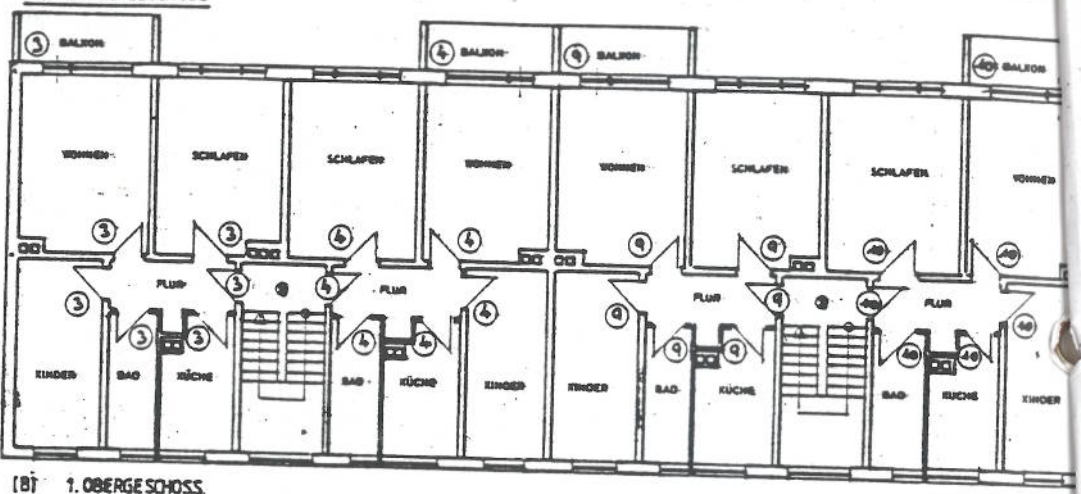 3 BALKON
4 BALKON
9 BALKON
10 BALKON
WOHNEN
SCHLAFEN
SCHLAFEN
WOHNEN
WOHNEN
SCHLAFEN
SCHLAFEN
WOHNEN
3 3 4 4 9 9 10 10
3 FLUR 3 4 FLUR 4 9 FLUR 9 10 FLUR 10
3 3 4 4 9 9 10 10
KINDER BAD KÜCHE BAD KÜCHE KINDER KINDER BAD KÜCHE BAD KÜCHE KINDER
[B] 1. OBERGESCHOSS